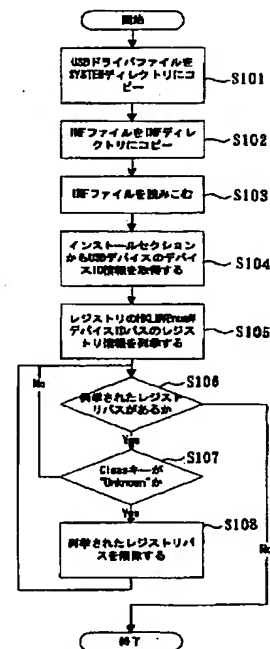 開始
USBドライバファイルを
SYSTEMディレクトリにコ
ピー
S101
INFファイルをINFディレ
クトリにコピー
S102
INFファイルを読みこむ
S103
インストールセクション
からUSBデバイスのデバイ
スID情報を取得する
S104
レジストリのHKLM¥Enum¥
デバイスIDパスのレジスト
リ情報を列挙する
S105
No
S106
列挙されたレジスト
リパスがあるか
Yes
S107
Classキーが
"Unknown"か
Yes
S108
列挙されたレジストリパ
スを削除する
No
終了